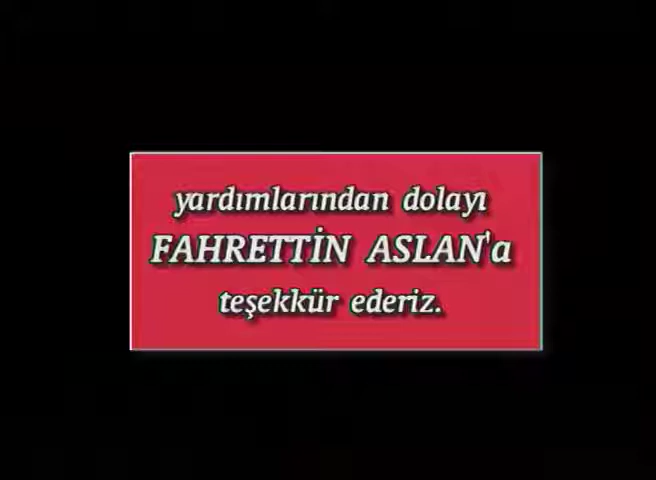 yardımlarından dolayı
FAHRETTİN ASLAN'a
teşekkür ederiz.